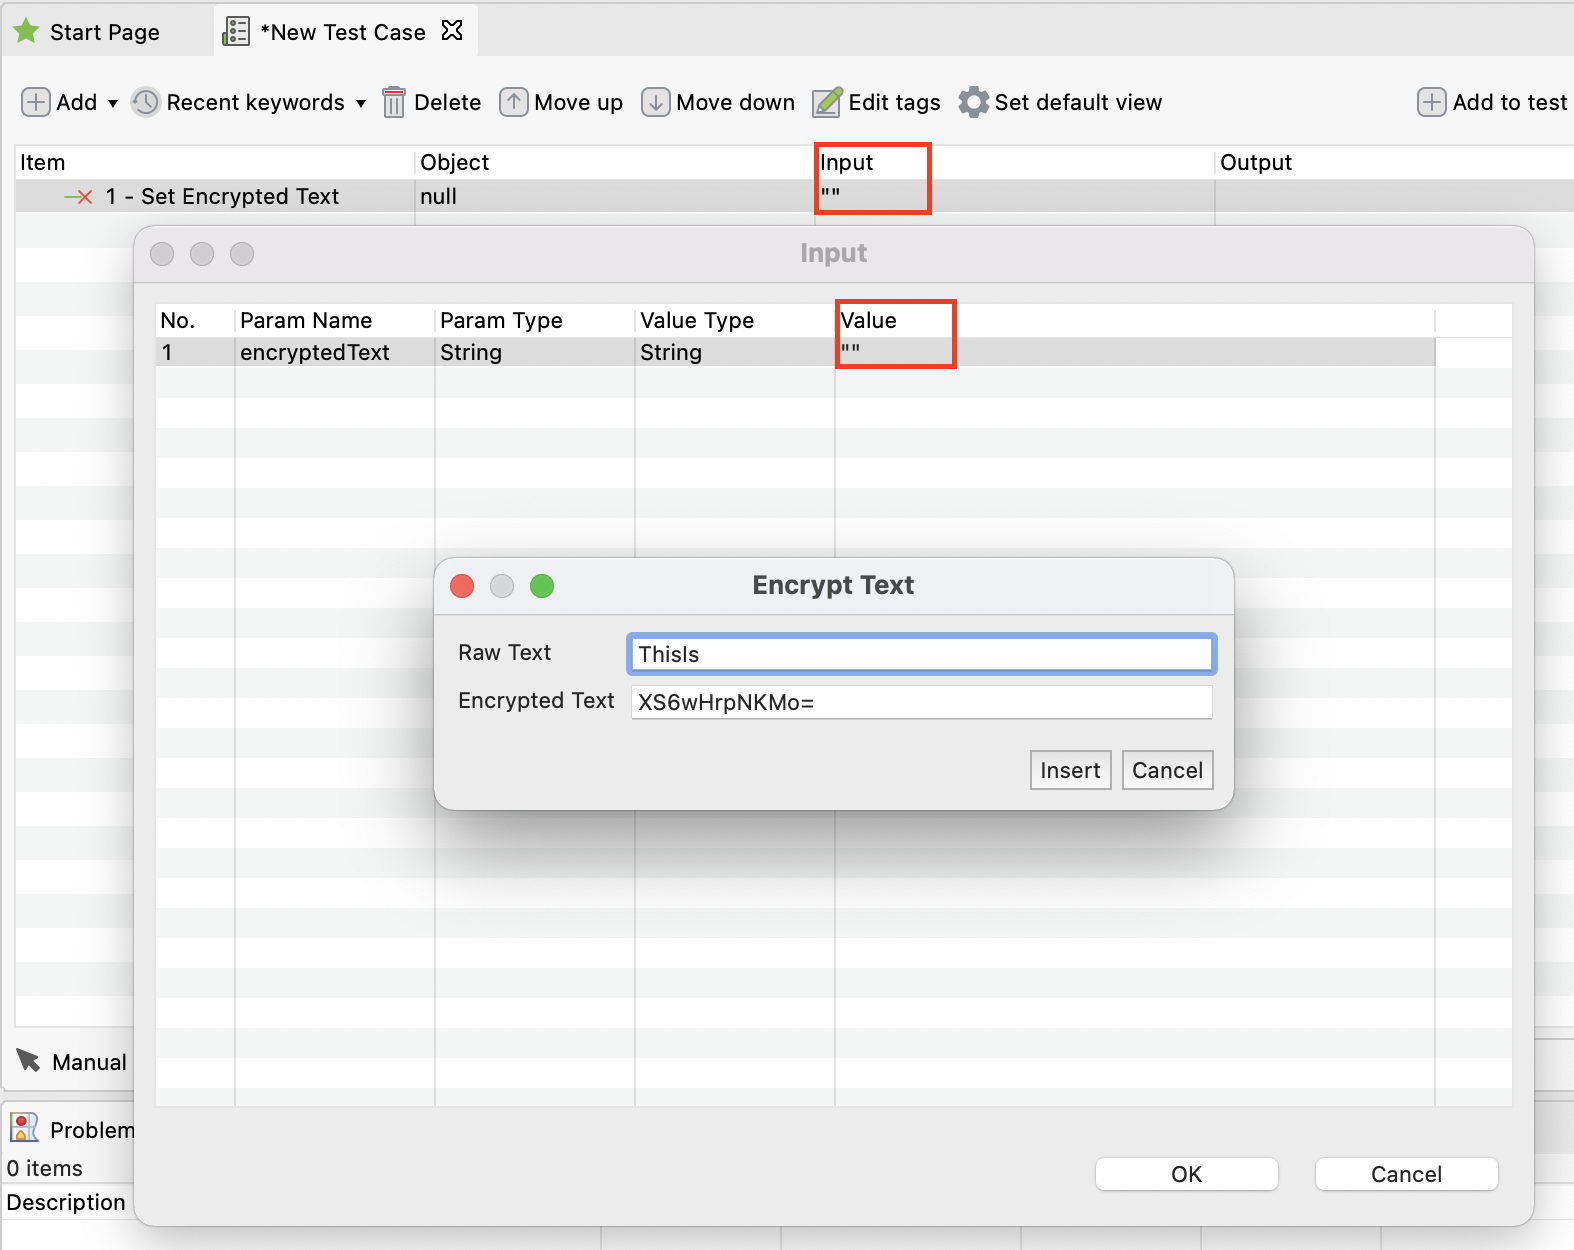 Start Page *New Test Case
Add Recent keywords Delete Move up Move down Edit tags Set default view Add to test
Item Object Input Output
1 - Set Encrypted Text null ""
Input
No. Param Name Param Type Value Type Value
1 encryptedText String String ""
Encrypt Text
Raw Text ThisIs
Encrypted Text XS6wHrpNKMo=
Insert Cancel
Manual
Problem
0 items
Description
OK Cancel